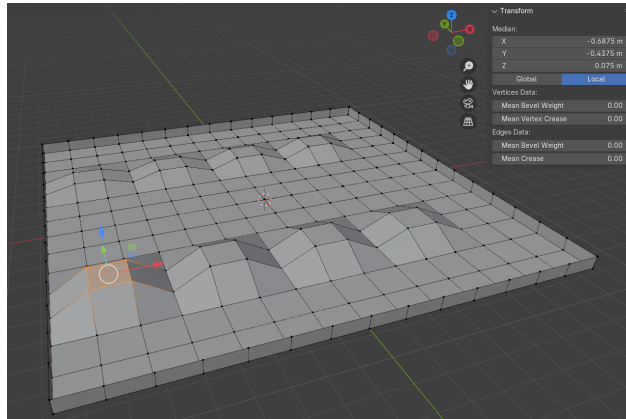 Transform
Median:
X -0.6875 m
Y -0.4375 m
Z 0.075 m
Global Local
Vertices Data:
Mean Bevel Weight 0.00
Mean Vertex Crease 0.00
Edges Data:
Mean Bevel Weight 0.00
Mean Crease 0.00
Z
Y
X